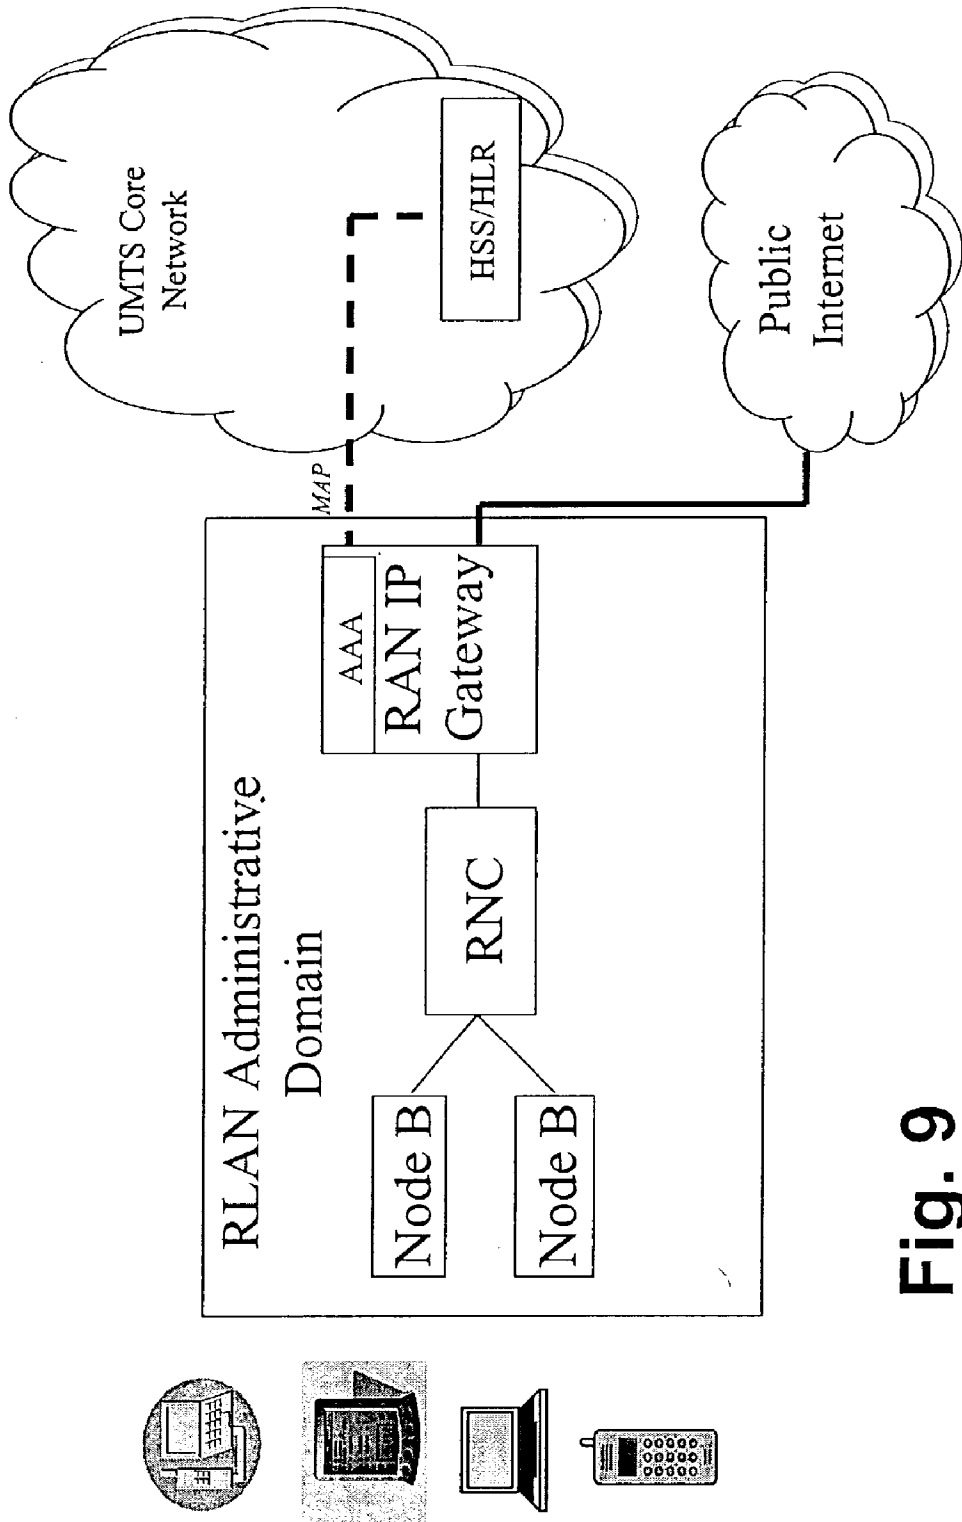 UMTS Core
Network
HSS/HLR
MAP
Public
Internet
RLAN Administrative
Domain
AAA
RAN IP
Gateway
RNC
Node B
Node B
Fig. 9